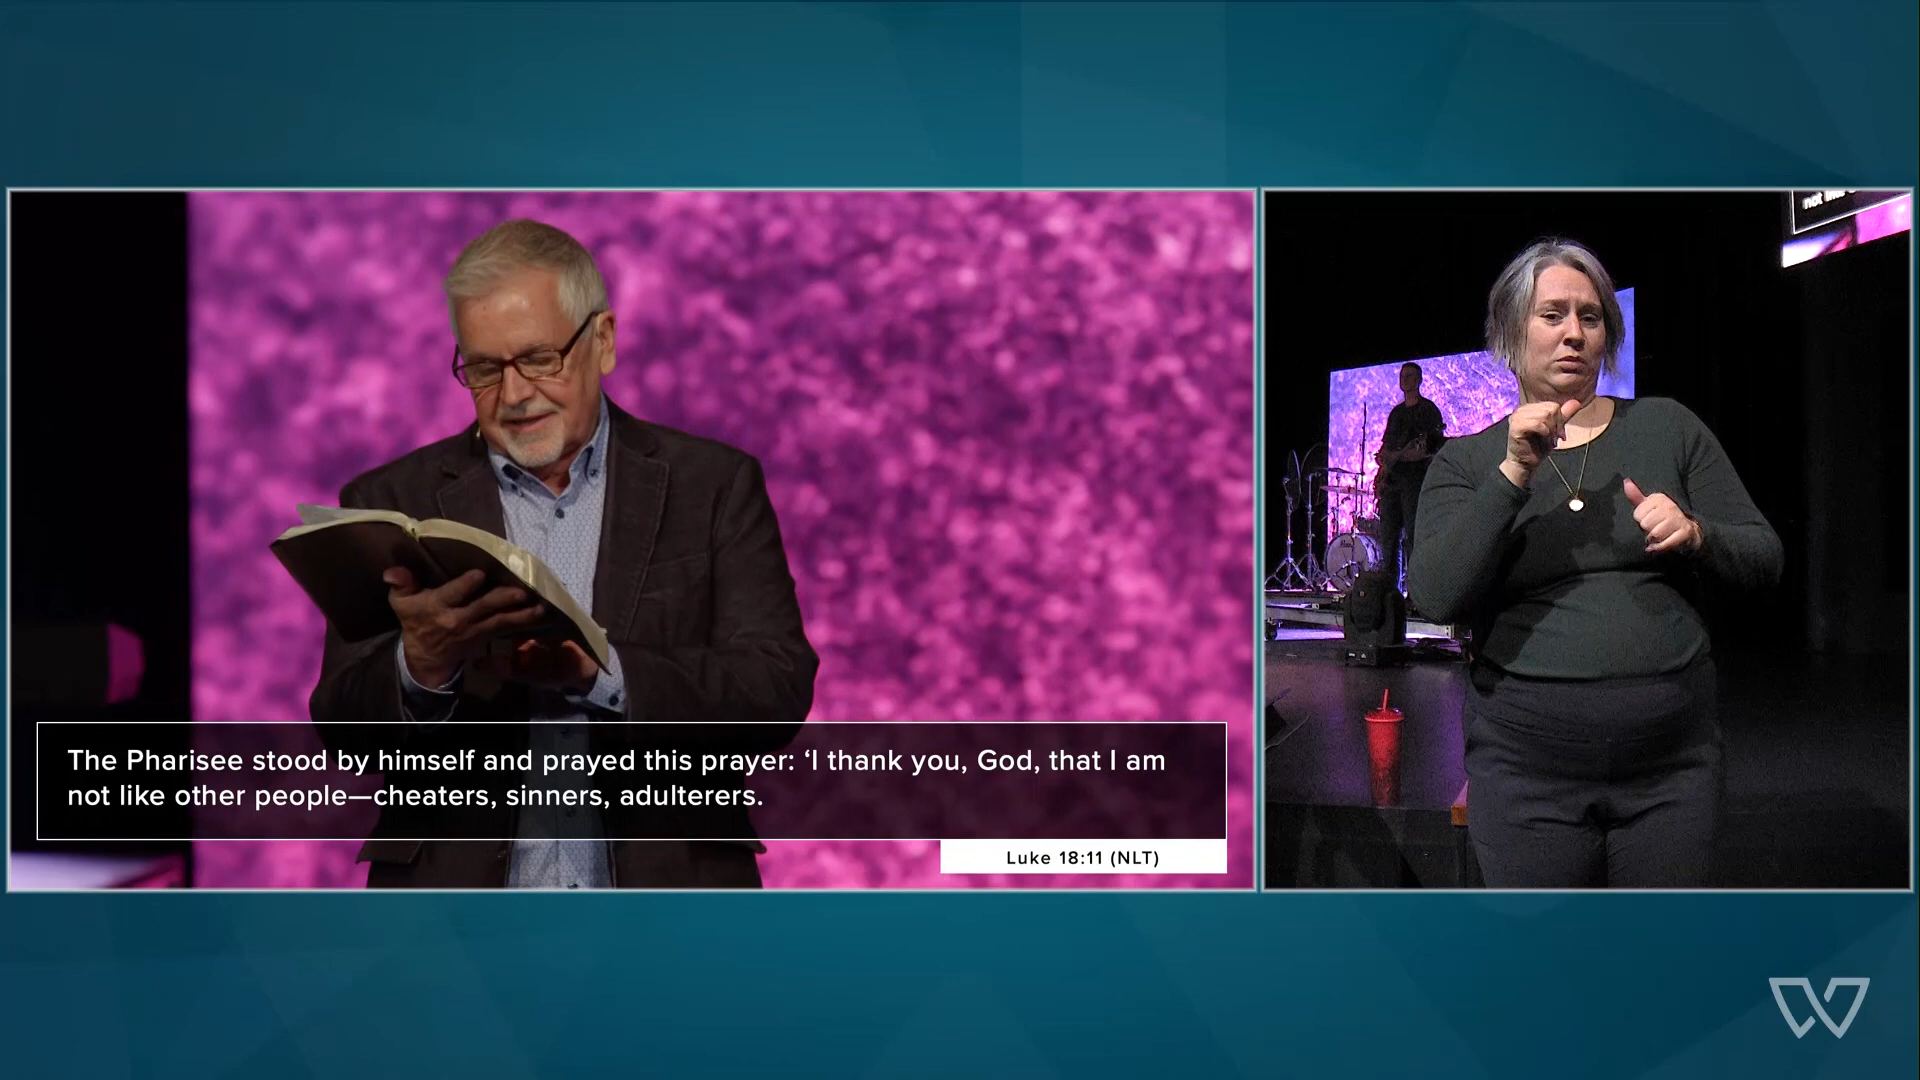 not
The Pharisee stood by himself and prayed this prayer: ‘I thank you, God, that I am
not like other people—cheaters, sinners, adulterers.
Luke 18:11 (NLT)